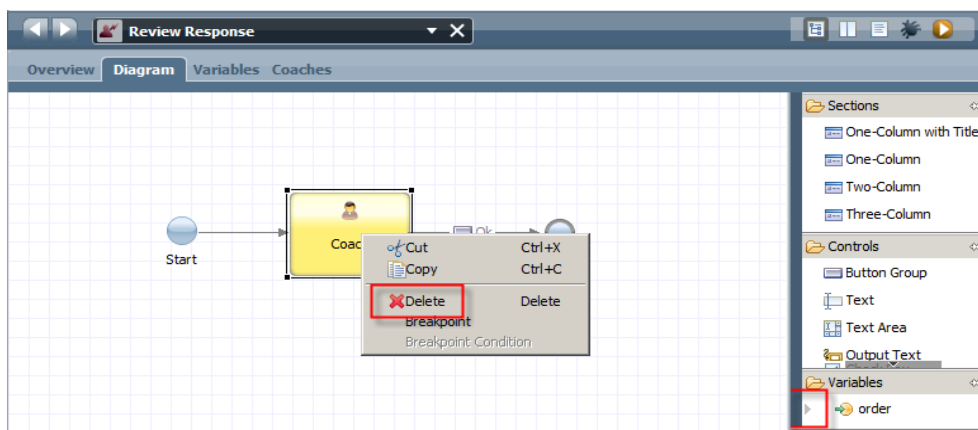 Review Response
Overview Diagram Variables Coaches
Sections
One-Column with Title
One-Column
Two-Column
Three-Column
Controls
Button Group
Text
Text Area
Output Text
Variables
order
Start
Ok
Cut Ctrl+X
Copy Ctrl+C
Delete Delete
Breakpoint
Breakpoint Condition